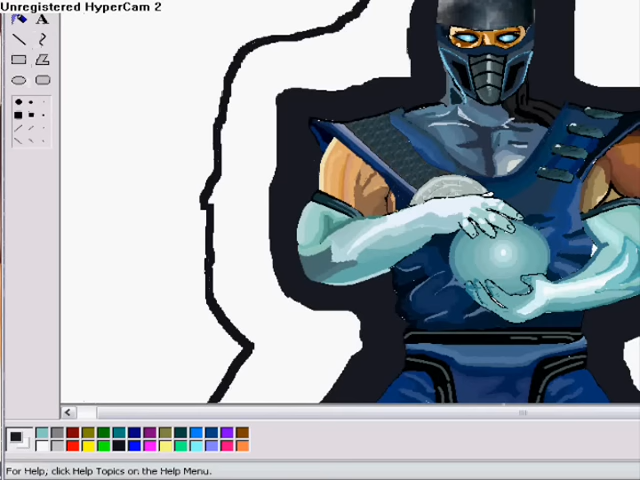 Unregistered HyperCam 2
A
For Help, click Help Topics on the Help Menu.